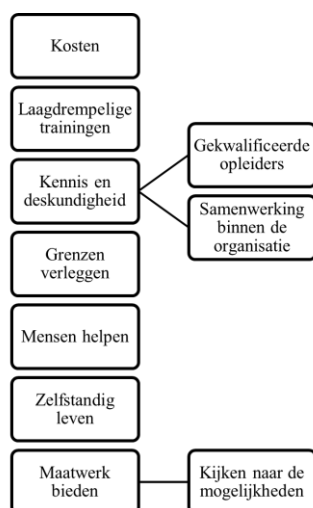 Kosten
Laagdrempelige
trainingen
Kennis en
deskundigheid
Gekwalificeerde
opleiders
Samenwerking
binnen de
organisatie
Grenzen
verleggen
Mensen helpen
Zelfstandig
leven
Maatwerk
bieden
Kijken naar de
mogelijkheden